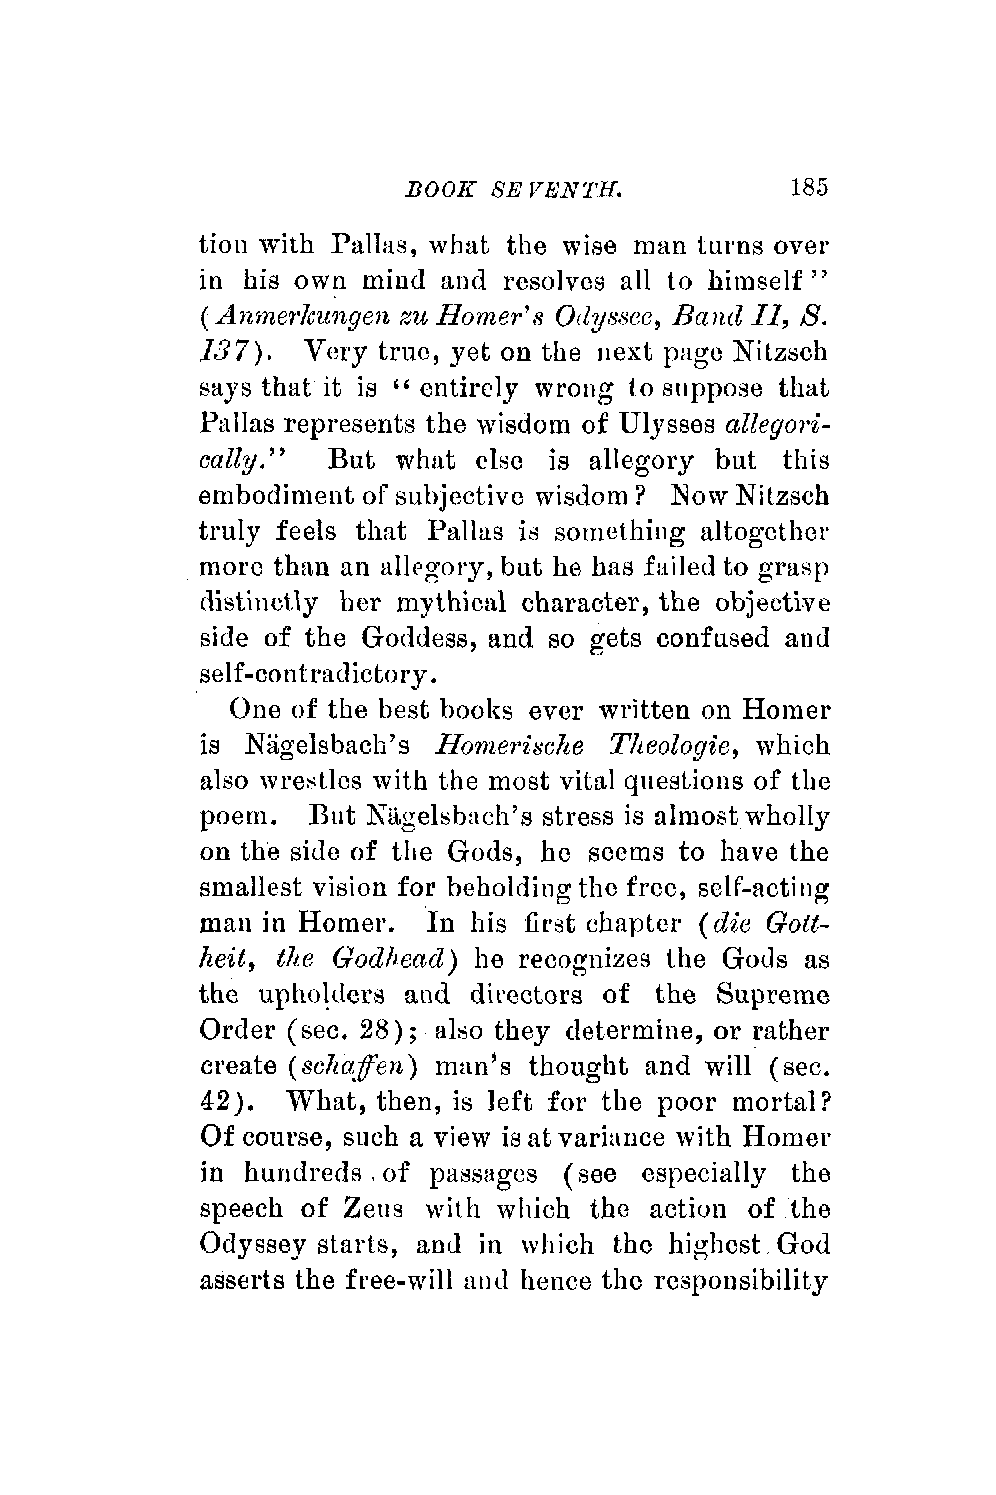 BOOK SEVENTH. 185
tion with Pallas, what the wise man turns over
in his own mind and resolves all to himself”
(Anmerkungen zu Homer's Odyssee, Band II, S.
137). Very true, yet on the next page Nitzsch
says that it is “ entirely wrong to suppose that
Pallas represents the wisdom of Ulysses allegori-
cally.” But what else is allegory but this
embodiment of subjective wisdom? Now Nitzsch
truly feels that Pallas is something altogether
more than an allegory, but he has failed to grasp
distinctly her mythical character, the objective
side of the Goddess, and so gets confused and
self-contradictory.
One of the best books ever written on Homer
is Nägelsbach's Homerische Theologie, which
also wrestles with the most vital questions of the
poem. But Nägelsbach's stress is almost wholly
on the side of the Gods, he seems to have the
smallest vision for beholding the free, self-acting
man in Homer. In his first chapter (die Gott-
heit, the Godhead) he recognizes the Gods as
the upholders and directors of the Supreme
Order (sec. 28); also they determine, or rather
create (schaffen) man's thought and will (sec.
42). What, then, is left for the poor mortal?
Of course, such a view is at variance with Homer
in hundreds of passages (see especially the
speech of Zeus with which the action of the
Odyssey starts, and in which the highest God
asserts the free-will and hence the responsibility